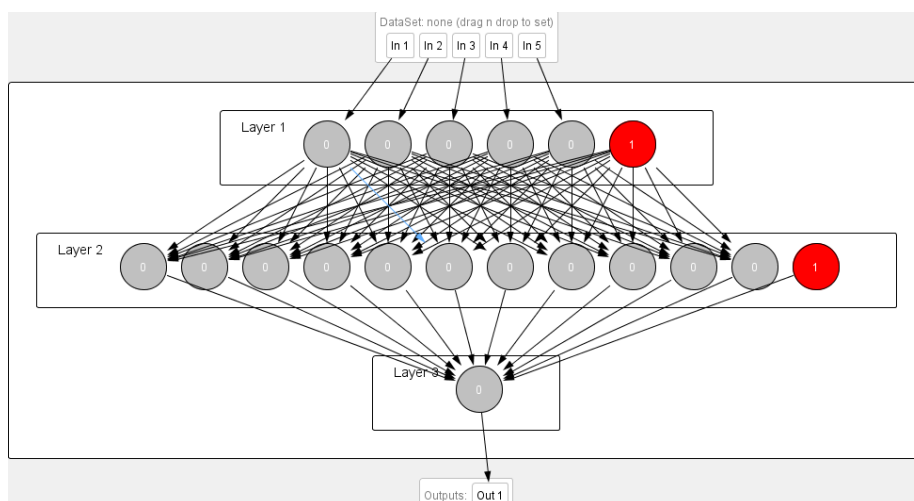 DataSet: none (drag n drop to set)
In 1 In 2 In 3 In 4 In 5
Layer 1
0 0 0 0 0 1
Layer 2
0 0 0 0 0 0 0 0 0 0 0 1
Layer 3
0
Outputs: Out 1